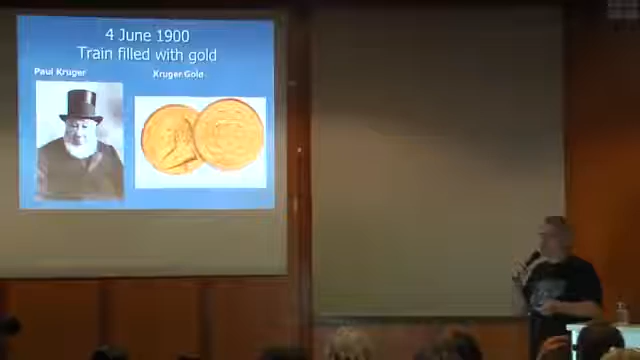 4 June 1900
Train filled with gold
Paul Kruger
Kruger Gold